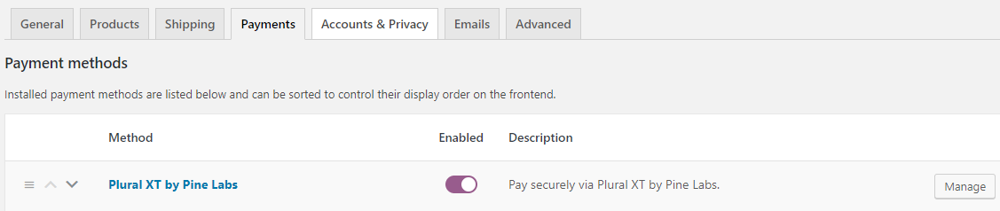 General Products Shipping Payments Accounts & Privacy Emails Advanced
Payment methods
Installed payment methods are listed below and can be sorted to control their display order on the frontend.
Method Enabled Description
Plural XT by Pine Labs Pay securely via Plural XT by Pine Labs. Manage